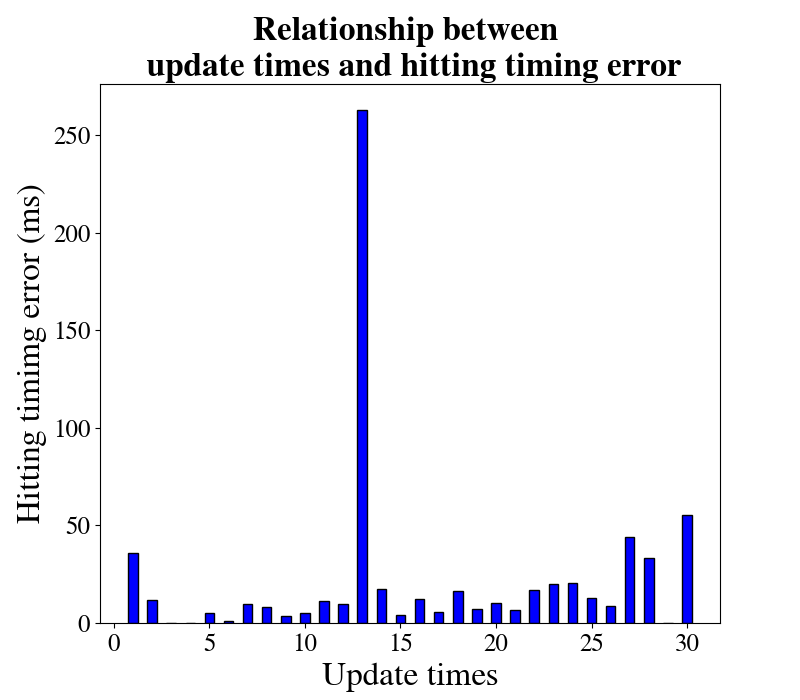 Relationship between
update times and hitting timing error
Hitting timimg error (ms)
250
200
150
100
50
0
0 5 10 15 20 25 30
Update times